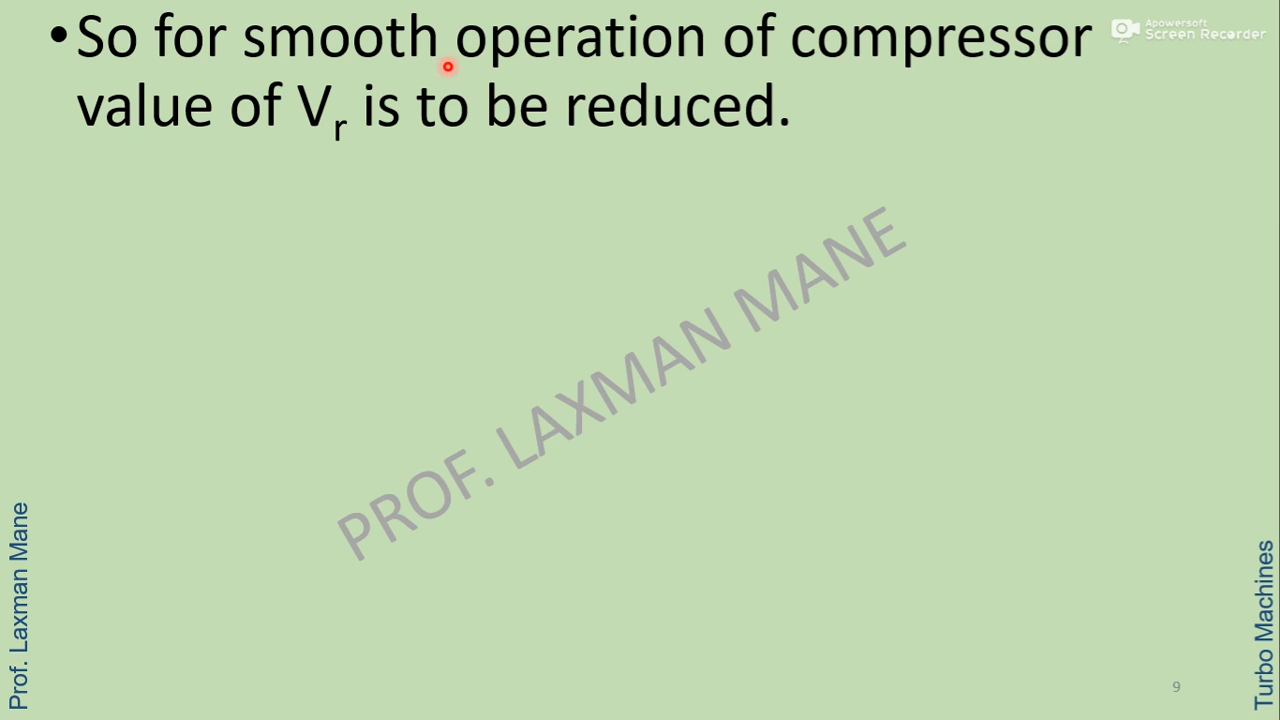 •So for smooth operation of compressor
value of Vr is to be reduced.
Apowersoft
Screen Recorder
PROF. LAXMAN MANE
Prof. Laxman Mane
Turbo Machines
9